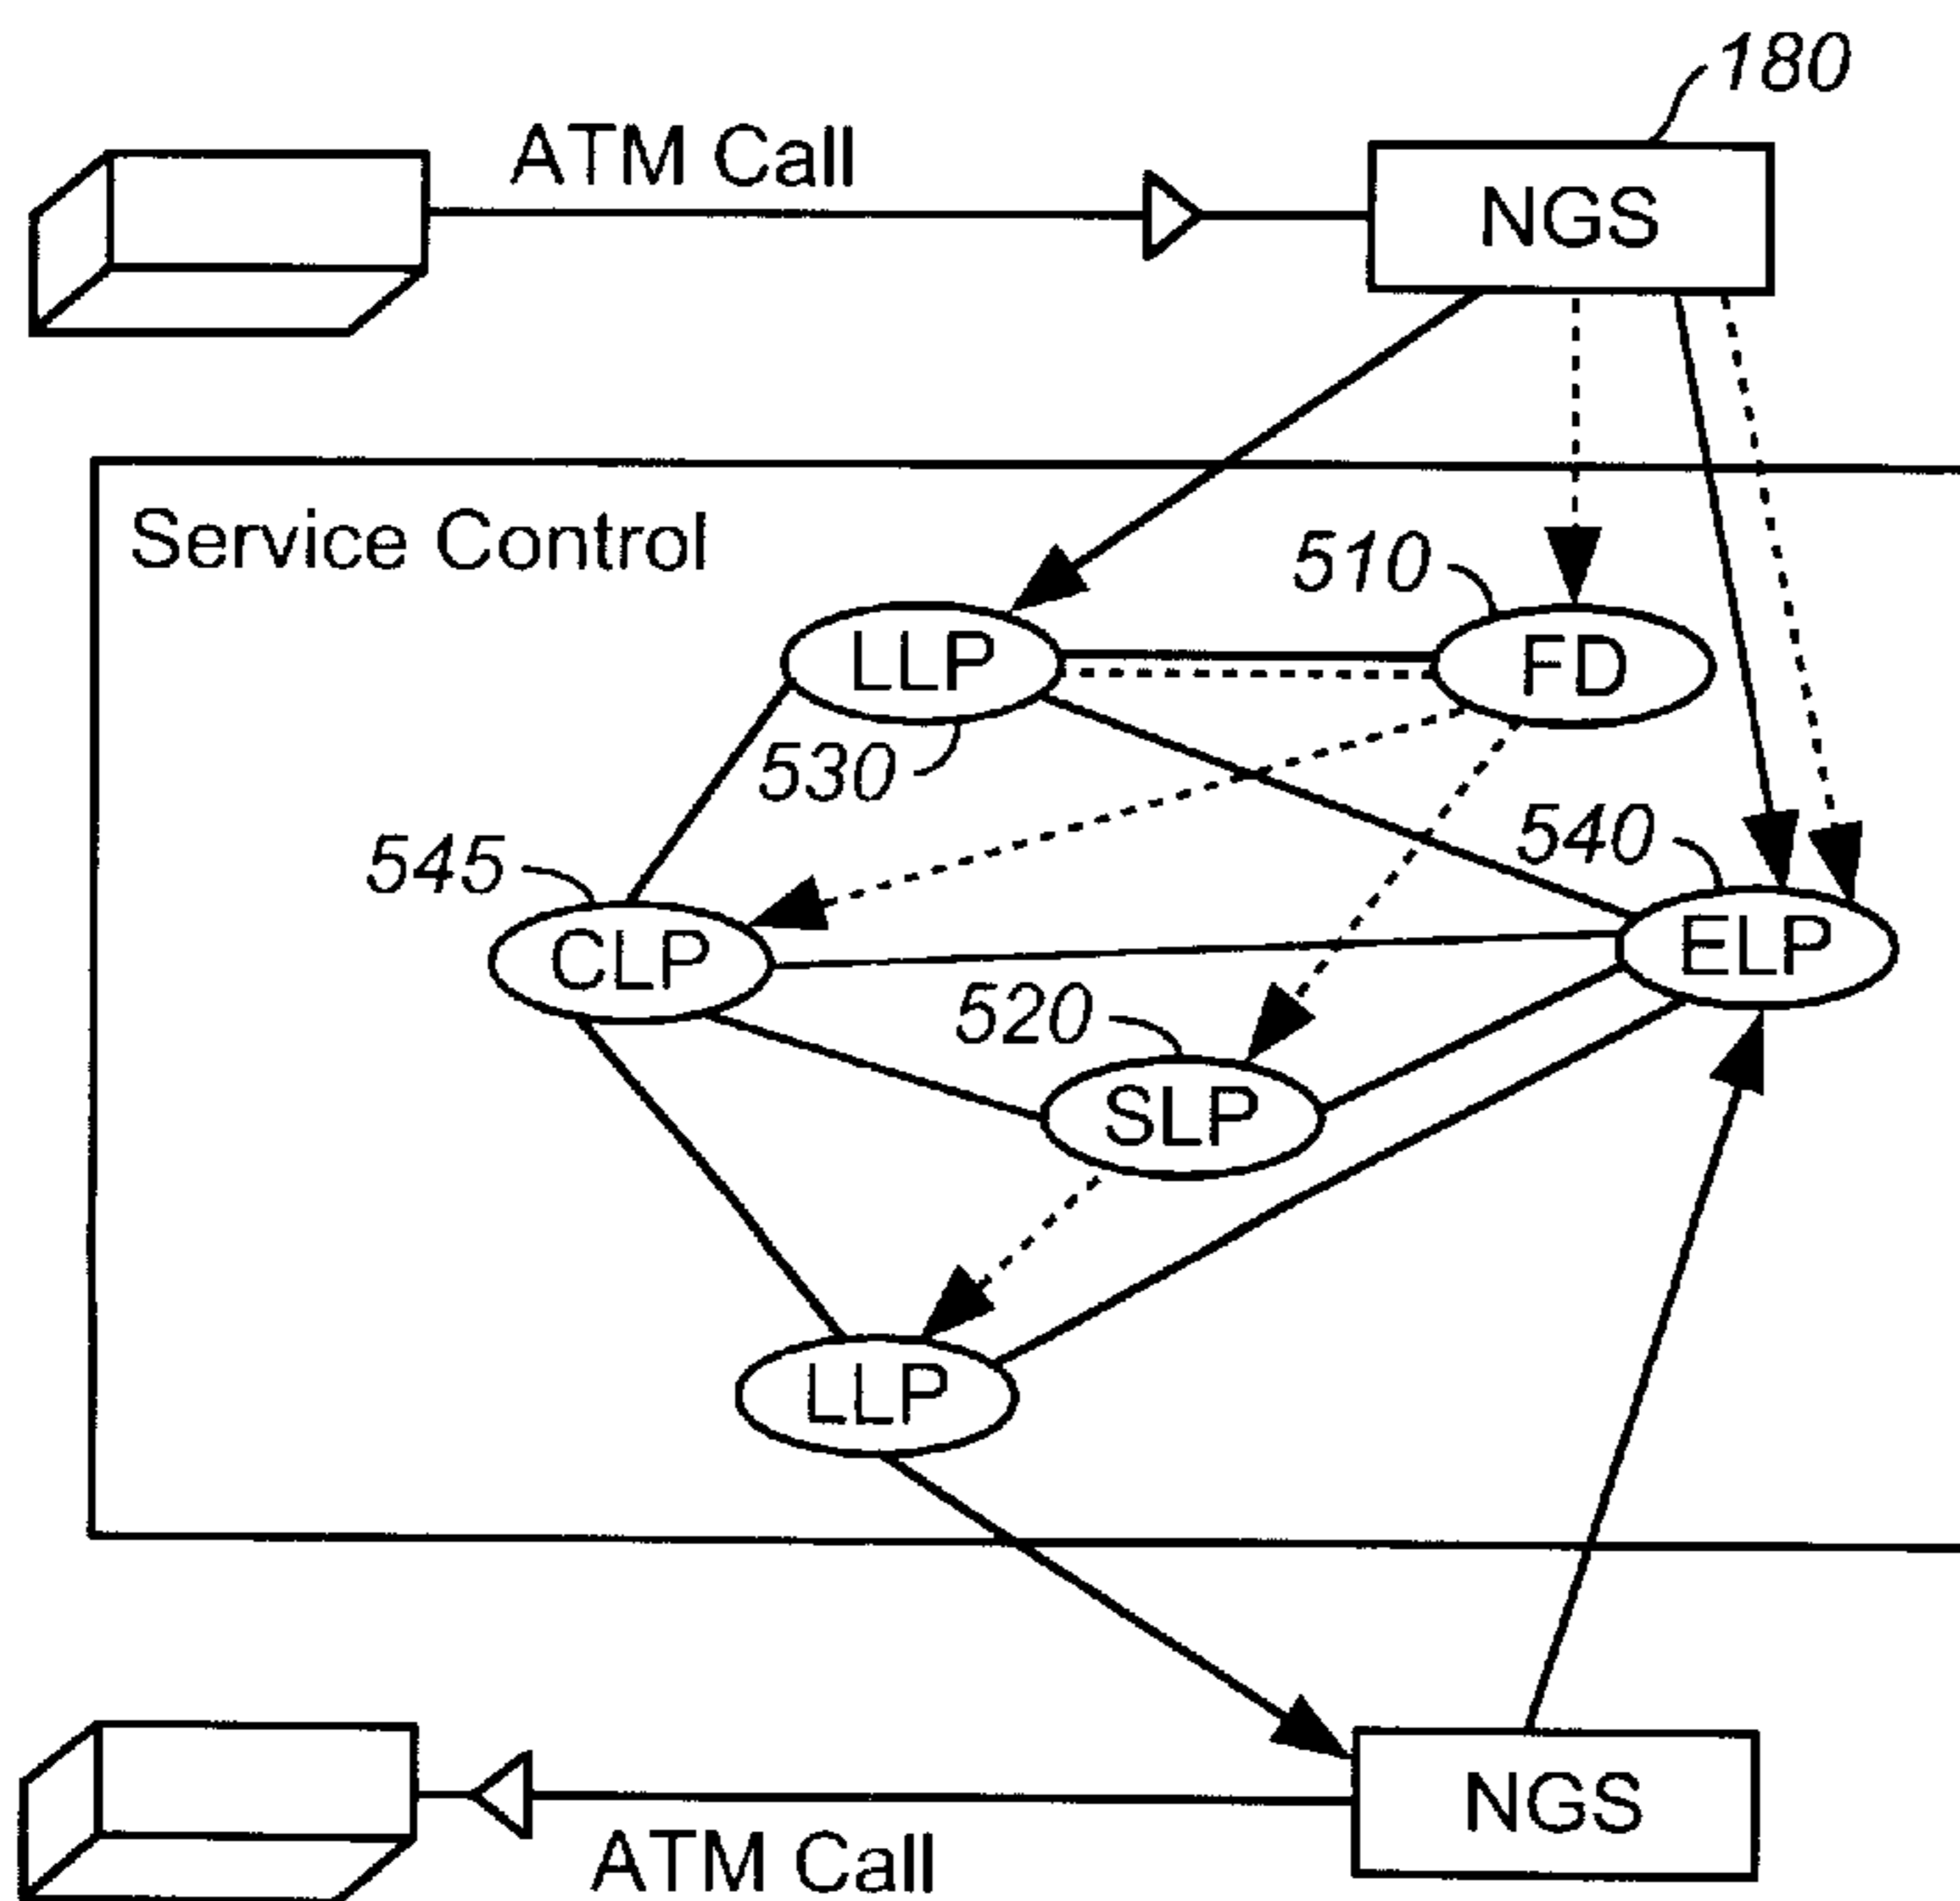 180
ATM Call
NGS
Service Control
510
LLP
FD
530
540
545
CLP
ELP
520
SLP
LLP
NGS
ATM Call